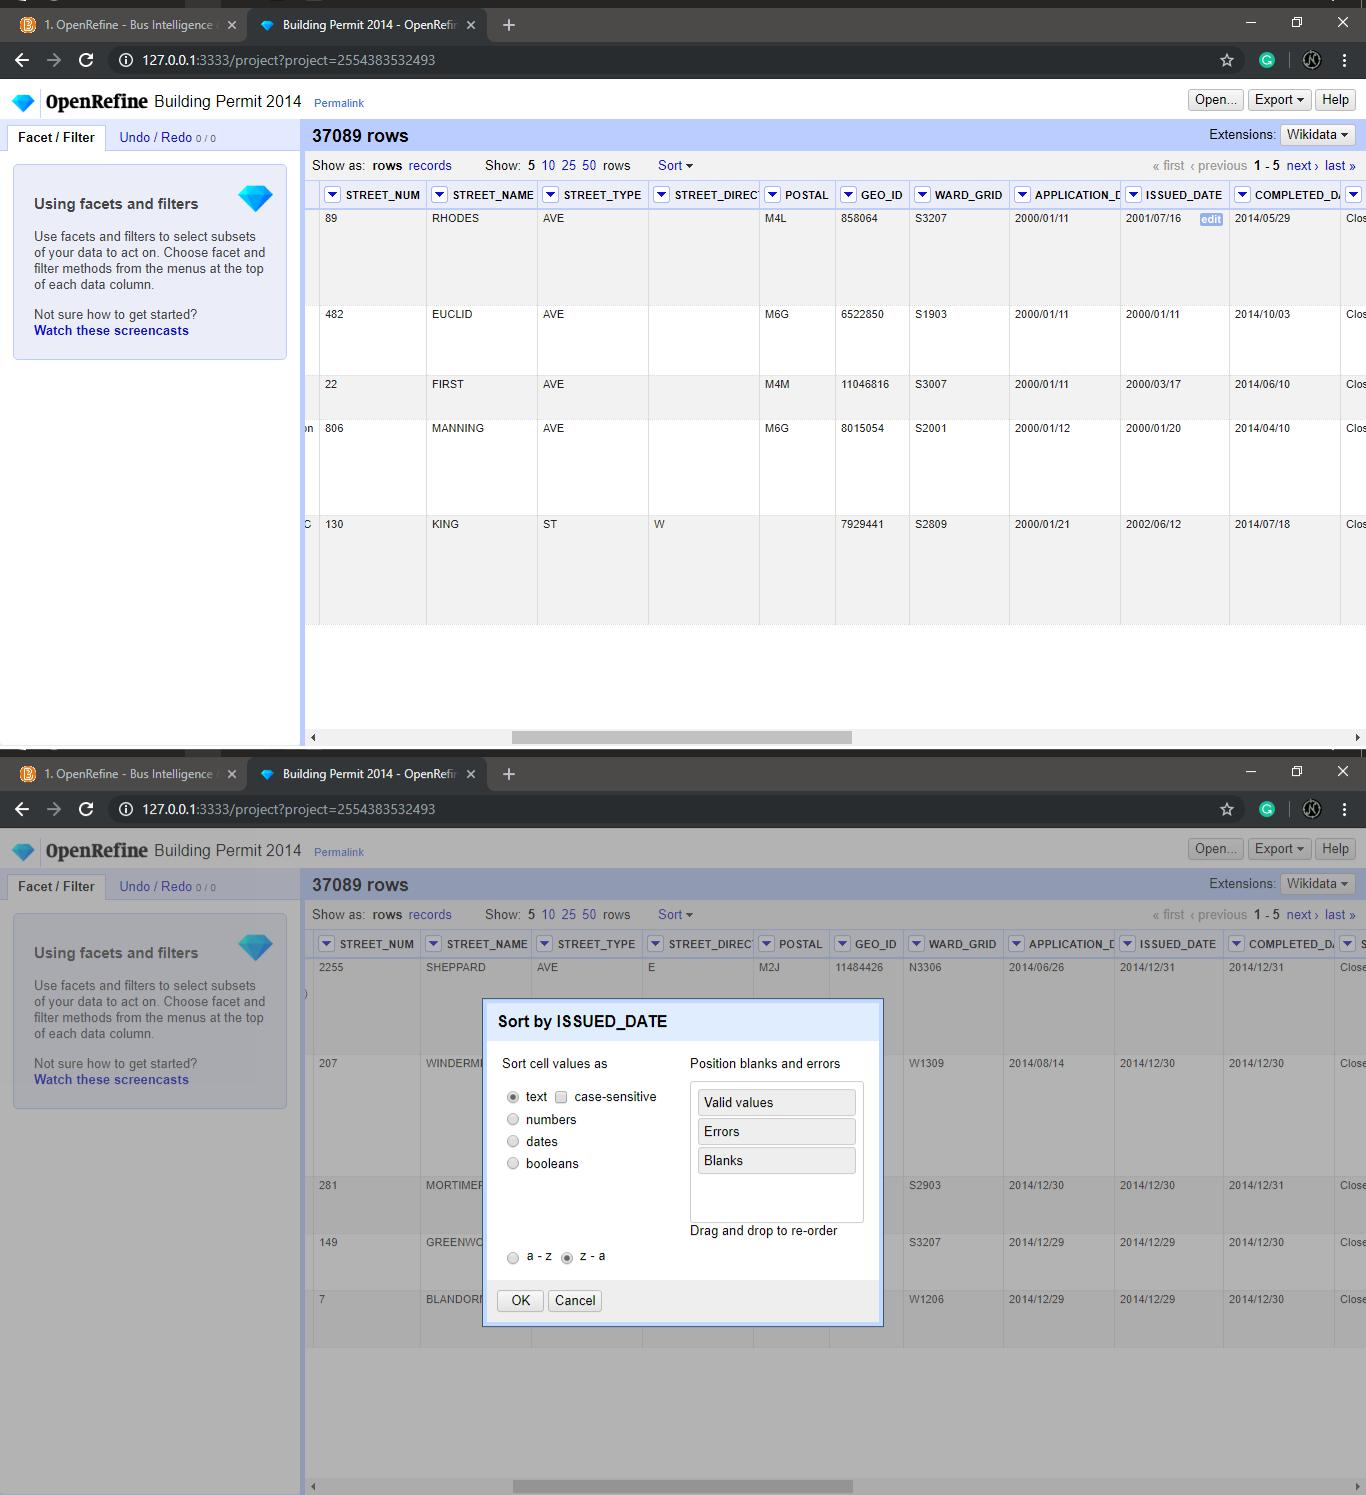 1. OpenRefine - Bus Intelligence
Building Permit 2014 - OpenRefin
127.0.0.1:3333/project?project=2554383532493
OpenRefine Building Permit 2014 Permalink
Open... Export Help
Facet / Filter Undo / Redo 0 / 0
37089 rows
Extensions: Wikidata
Show as: rows records Show: 5 10 25 50 rows Sort
« first ‹ previous 1 - 5 next › last »
Using facets and filters
Use facets and filters to select subsets
of your data to act on. Choose facet and
filter methods from the menus at the top
of each data column.
Not sure how to get started?
Watch these screencasts
STREET_NUM STREET_NAME STREET_TYPE STREET_DIREC POSTAL GEO_ID WARD_GRID APPLICATION_D ISSUED_DATE COMPLETED_DA
89 RHODES AVE M4L 858064 S3207 2000/01/11 2001/07/16 edit 2014/05/29 Clos
482 EUCLID AVE M6G 6522850 S1903 2000/01/11 2000/01/11 2014/10/03 Clos
22 FIRST AVE M4M 11046816 S3007 2000/01/11 2000/03/17 2014/06/10 Clos
on 806 MANNING AVE M6G 8015054 S2001 2000/01/12 2000/01/20 2014/04/10 Clos
C 130 KING ST W 7929441 S2809 2000/01/21 2002/06/12 2014/07/18 Clos
1. OpenRefine - Bus Intelligence
Building Permit 2014 - OpenRefin
127.0.0.1:3333/project?project=2554383532493
OpenRefine Building Permit 2014 Permalink
Open... Export Help
Facet / Filter Undo / Redo 0 / 0
37089 rows
Extensions: Wikidata
Show as: rows records Show: 5 10 25 50 rows Sort
« first ‹ previous 1 - 5 next › last »
Using facets and filters
Use facets and filters to select subsets
of your data to act on. Choose facet and
filter methods from the menus at the top
of each data column.
Not sure how to get started?
Watch these screencasts
STREET_NUM STREET_NAME STREET_TYPE STREET_DIREC POSTAL GEO_ID WARD_GRID APPLICATION_D ISSUED_DATE COMPLETED_DA S
2255 SHEPPARD AVE E M2J 11484426 N3306 2014/06/26 2014/12/31 2014/12/31 Close
)
207 WINDERM W1309 2014/08/14 2014/12/30 2014/12/30 Close
281 MORTIMER S2903 2014/12/30 2014/12/30 2014/12/31 Close
149 GREENWO S3207 2014/12/29 2014/12/29 2014/12/30 Close
7 BLANDOR W1206 2014/12/29 2014/12/29 2014/12/30 Close
Sort by ISSUED_DATE
Sort cell values as
text case-sensitive
numbers
dates
booleans
Position blanks and errors
Valid values
Errors
Blanks
Drag and drop to re-order
a - z z - a
OK Cancel